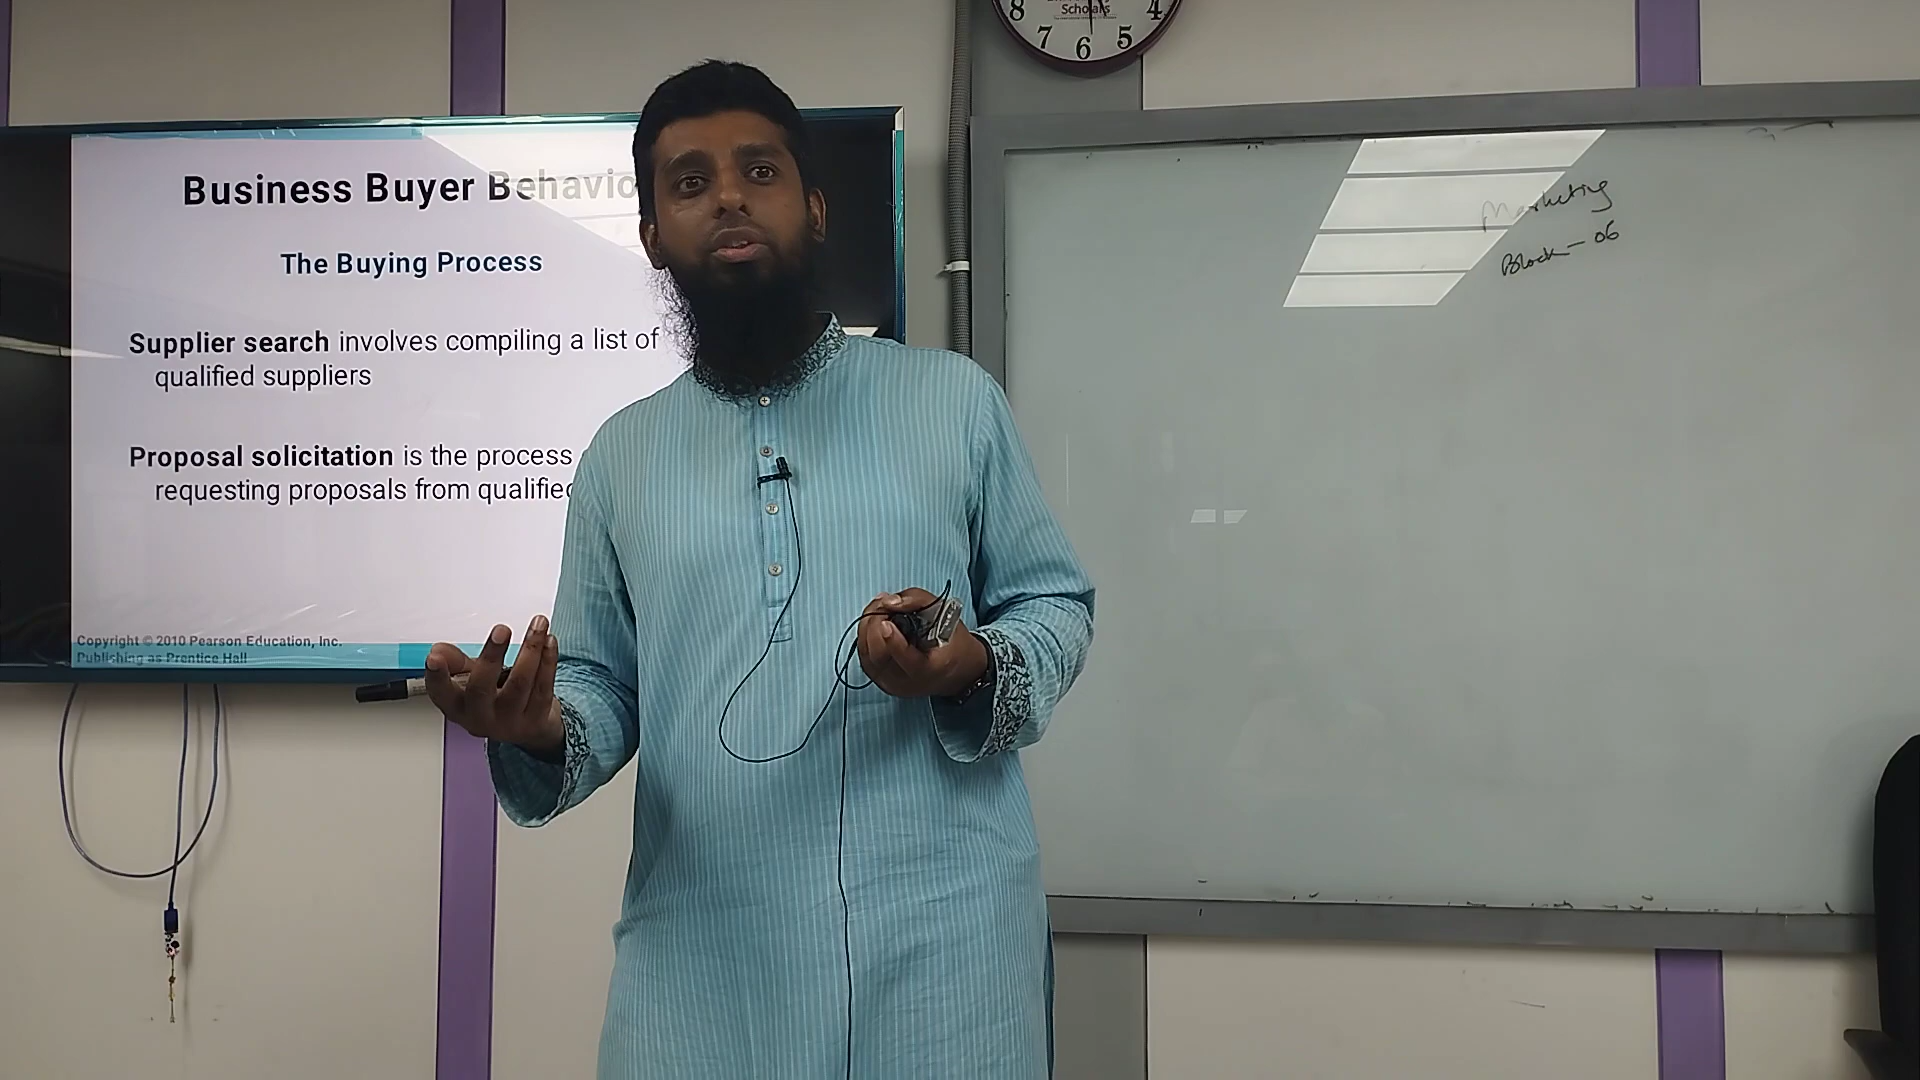 Scholars
8 7 6 5 4
Business Buyer Behavio
The Buying Process
Supplier search involves compiling a list of
qualified suppliers
Proposal solicitation is the process
requesting proposals from qualified
Copyright © 2010 Pearson Education, Inc.
Publishing as Prentice Hall
Marketing
Block - 06